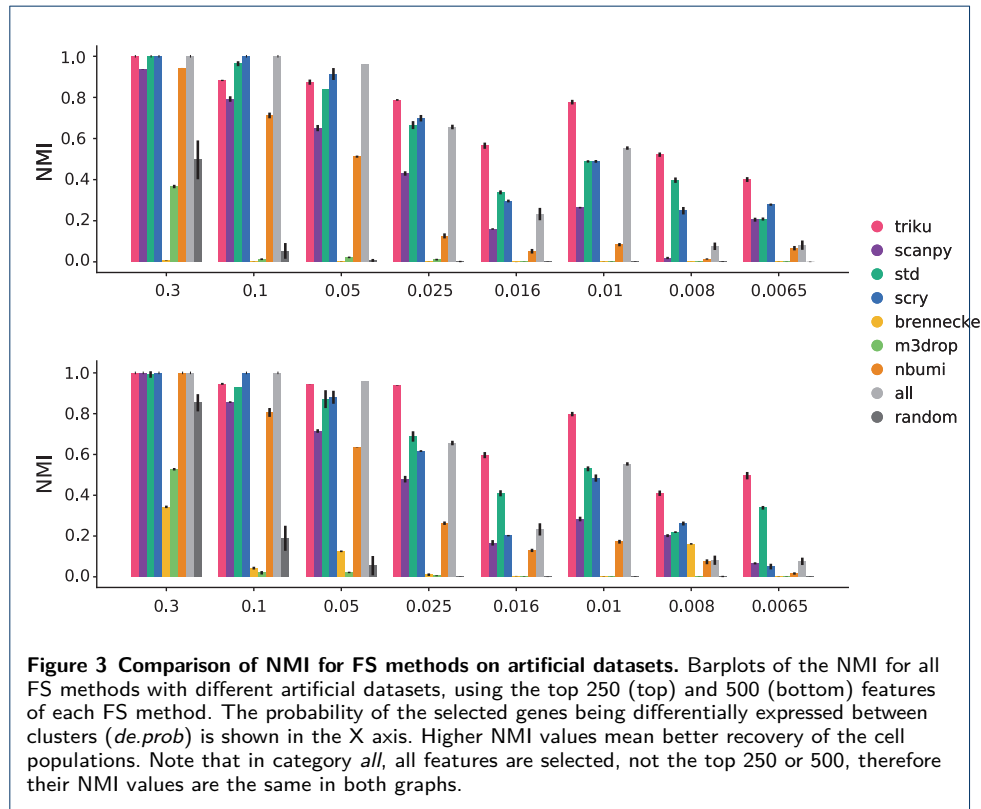 1.0
0.8
0.6
0.4
0.2
0.0
NMI
0.3 0.1 0.05 0.025 0.016 0.01 0.008 0.0065
triku
scanpy
std
scry
brennecke
m3drop
nbumi
all
random
1.0
0.8
0.6
0.4
0.2
0.0
NMI
0.3 0.1 0.05 0.025 0.016 0.01 0.008 0.0065
Figure 3 Comparison of NMI for FS methods on artificial datasets. Barplots of the NMI for all
FS methods with different artificial datasets, using the top 250 (top) and 500 (bottom) features
of each FS method. The probability of the selected genes being differentially expressed between
clusters (de.prob) is shown in the X axis. Higher NMI values mean better recovery of the cell
populations. Note that in category all, all features are selected, not the top 250 or 500, therefore
their NMI values are the same in both graphs.